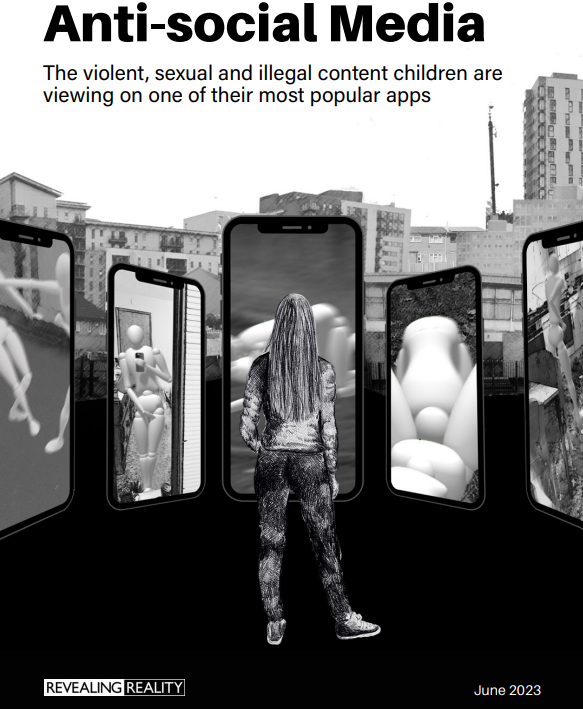 Anti-social Media
The violent, sexual and illegal content children are
viewing on one of their most popular apps
REVEALING REALITY
June 2023